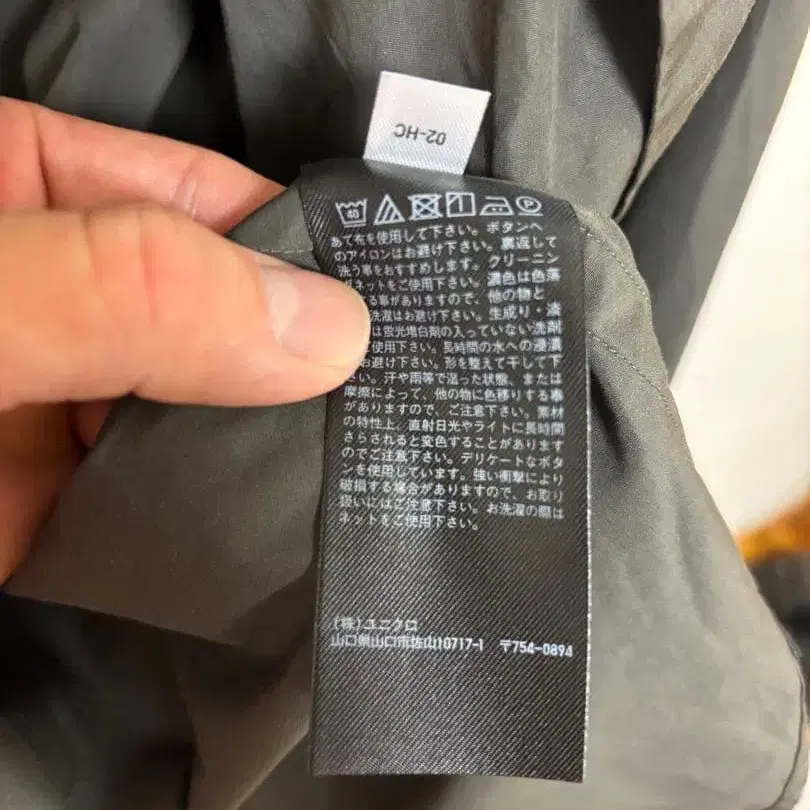 02-HC
40 P
あて布を使用して下さい。ボタンへ
のアイロンはお避け下さい。裏返して
洗う事をおすすめします。クリーニン
ネットをご使用下さい。濃色は色落
る事がありますので、他の物と
洗濯はお避け下さい。生成り・淡
は蛍光増白剤の入っていない洗剤
ご使用下さい。長時間の水への浸漬
お避け下さい。形を整えて干して下
さい。汗や雨等で湿った状態、または
摩擦によって、他の物に色移りする事
がありますので、ご注意下さい。素材
の特性上、直射日光やライトに長時間
さらされると変色することがあります
のでご注意下さい。デリケートなボタ
ンを使用しています。強い衝撃により
破損する場合がありますので、お取り
扱いにはご注意下さい。お洗濯の際は
ネットをご使用下さい。
(株)ユニクロ
山口県山口市佐山10717-1 〒754-0894